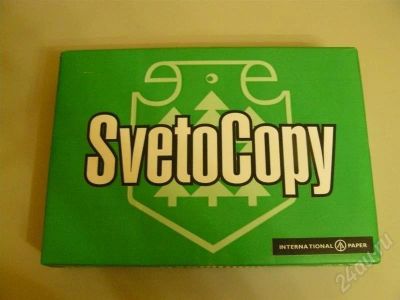 SvetoCopy
INTERNATIONAL PAPER
24au.ru